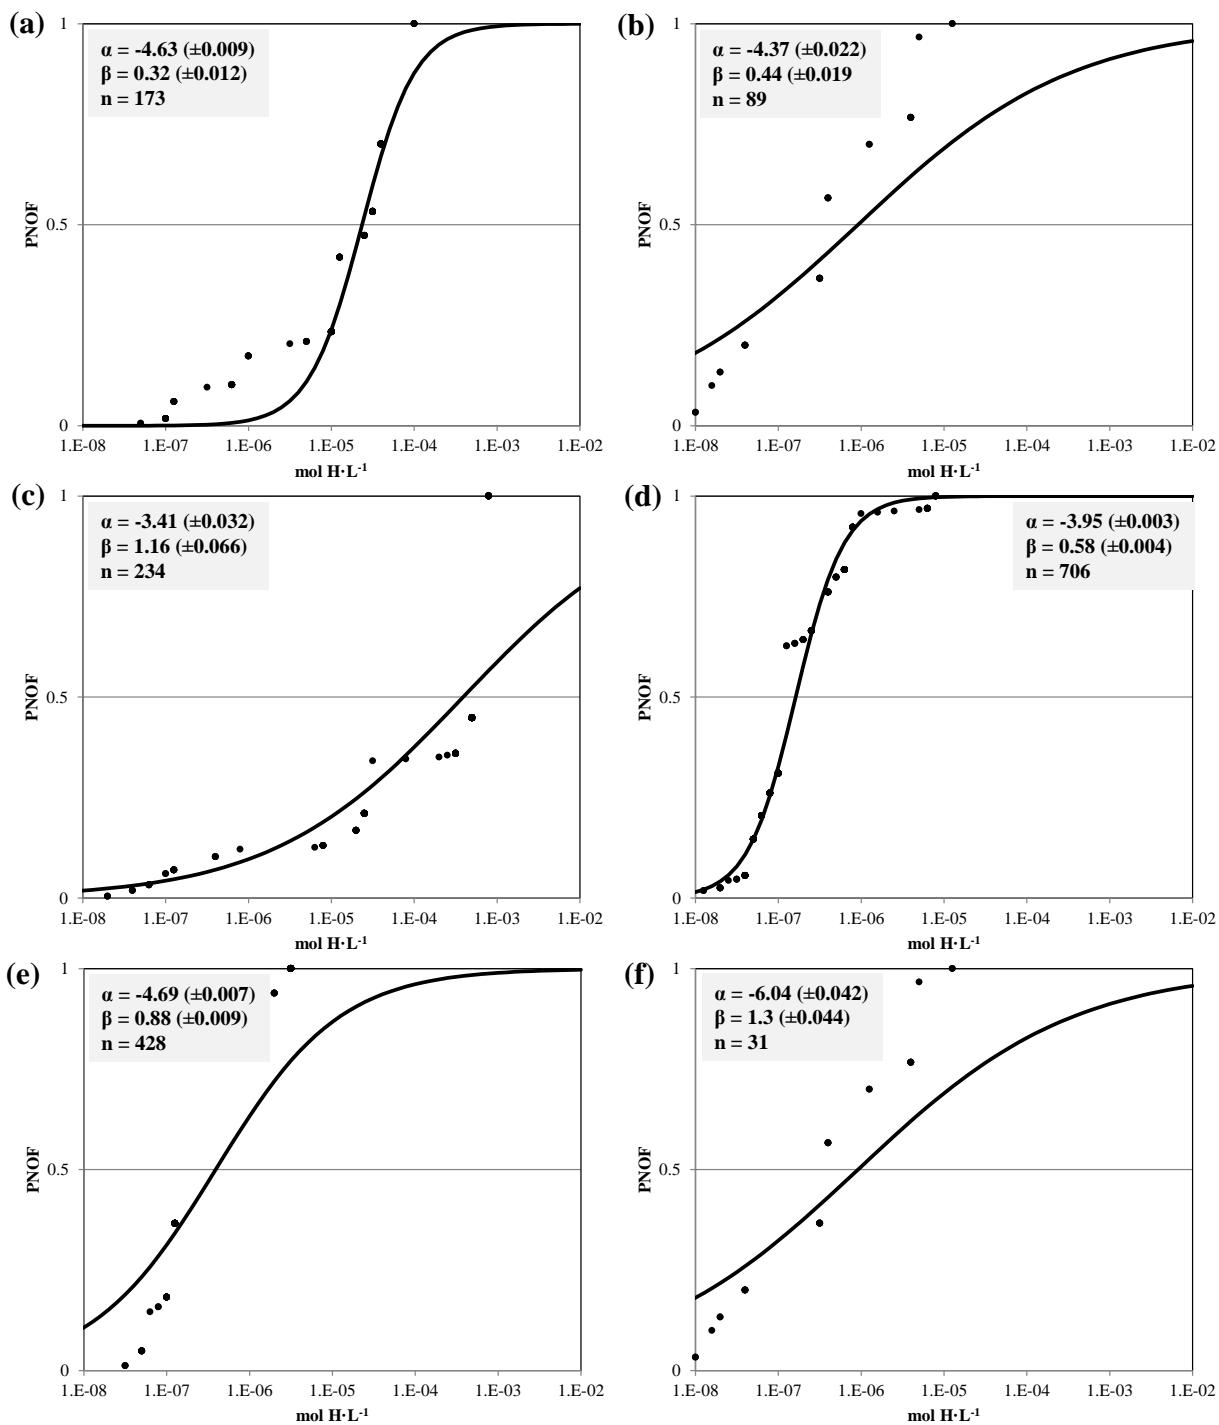 (a)
α = -4.63 (±0.009)
β = 0.32 (±0.012)
n = 173
PNOF
1
0.5
0
1.E-08 1.E-07 1.E-06 1.E-05 1.E-04 1.E-03 1.E-02
mol H·L⁻¹
(b)
α = -4.37 (±0.022)
β = 0.44 (±0.019
n = 89
PNOF
1
0.5
0
1.E-08 1.E-07 1.E-06 1.E-05 1.E-04 1.E-03 1.E-02
mol H·L⁻¹
(c)
α = -3.41 (±0.032)
β = 1.16 (±0.066)
n = 234
PNOF
1
0.5
0
1.E-08 1.E-07 1.E-06 1.E-05 1.E-04 1.E-03 1.E-02
mol H·L⁻¹
(d)
α = -3.95 (±0.003)
β = 0.58 (±0.004)
n = 706
PNOF
1
0.5
0
1.E-08 1.E-07 1.E-06 1.E-05 1.E-04 1.E-03 1.E-02
mol H·L⁻¹
(e)
α = -4.69 (±0.007)
β = 0.88 (±0.009)
n = 428
PNOF
1
0.5
0
1.E-08 1.E-07 1.E-06 1.E-05 1.E-04 1.E-03 1.E-02
mol H·L⁻¹
(f)
α = -6.04 (±0.042)
β = 1.3 (±0.044)
n = 31
PNOF
1
0.5
0
1.E-08 1.E-07 1.E-06 1.E-05 1.E-04 1.E-03 1.E-02
mol H·L⁻¹